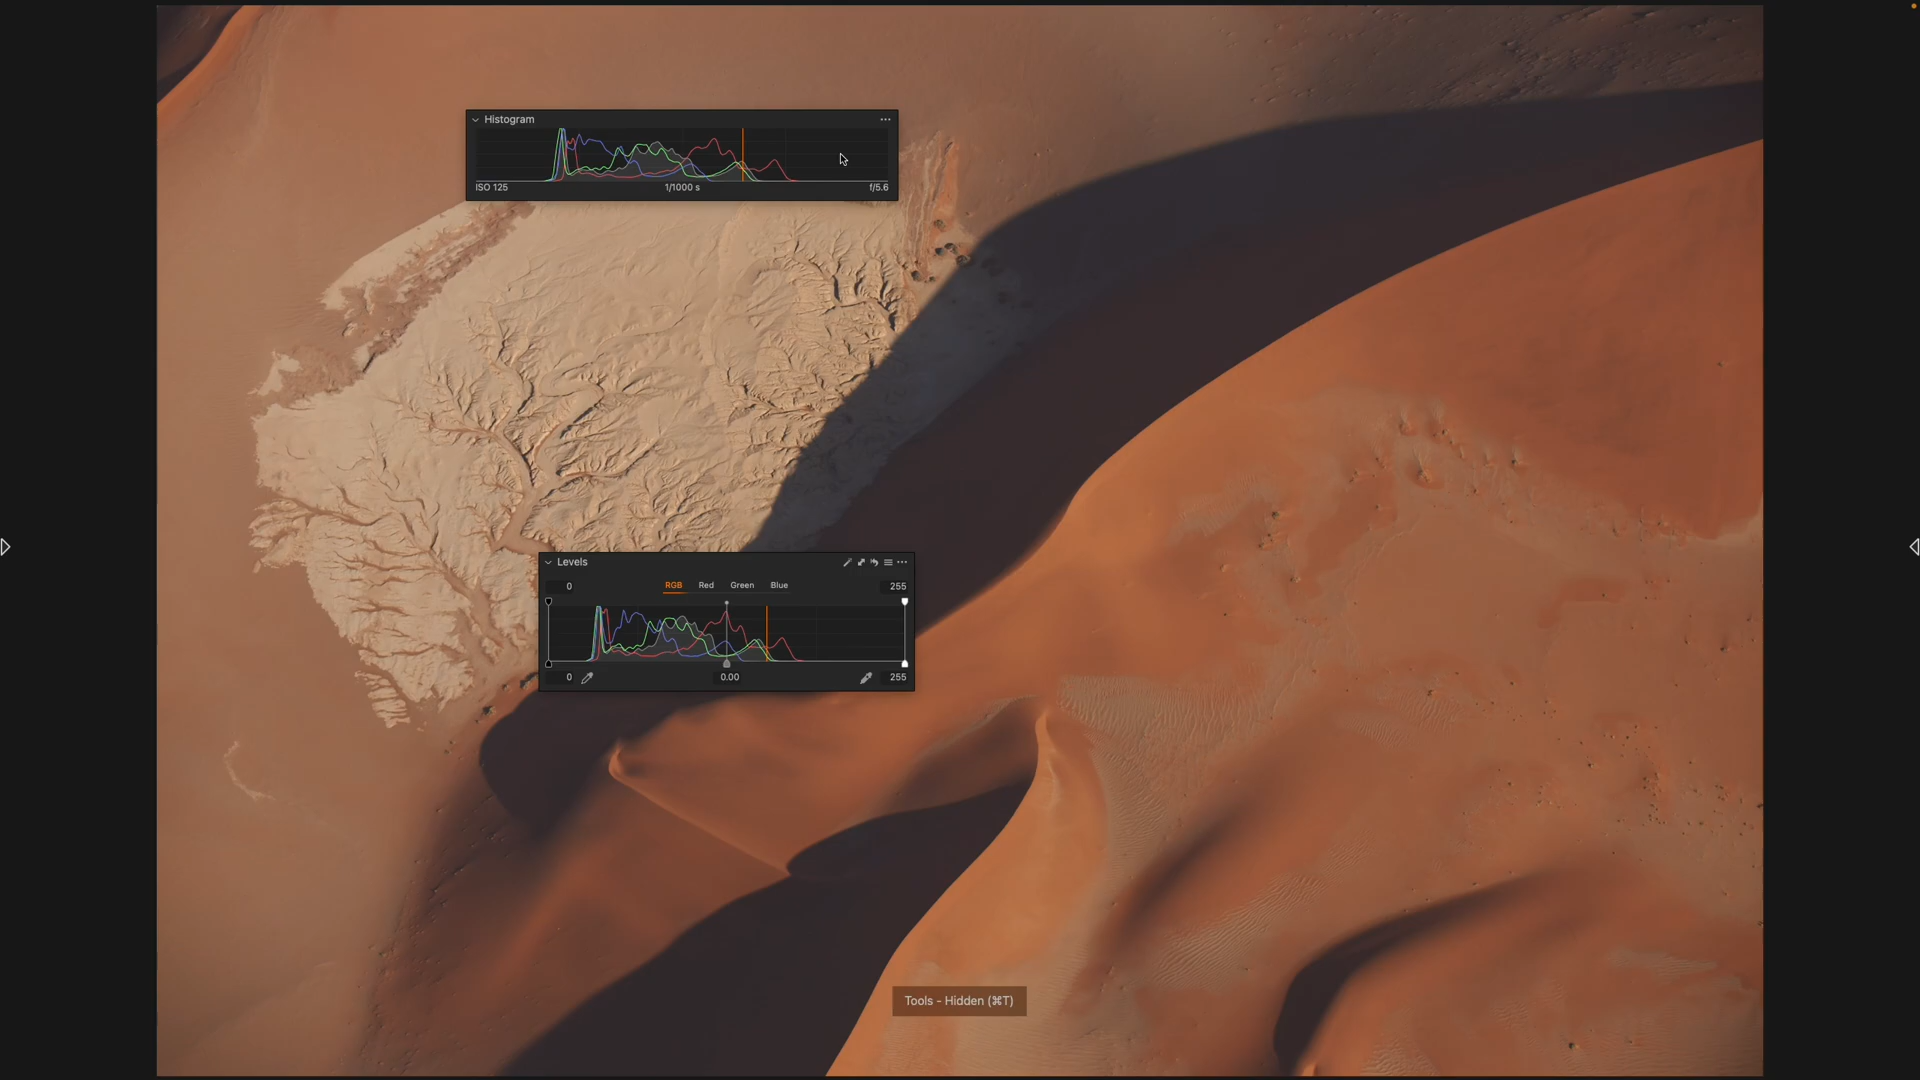 Histogram
ISO 125 1/1000 s f/5.6
Levels
0 RGB Red Green Blue 255
0 0.00 255
Tools - Hidden (⌘T)